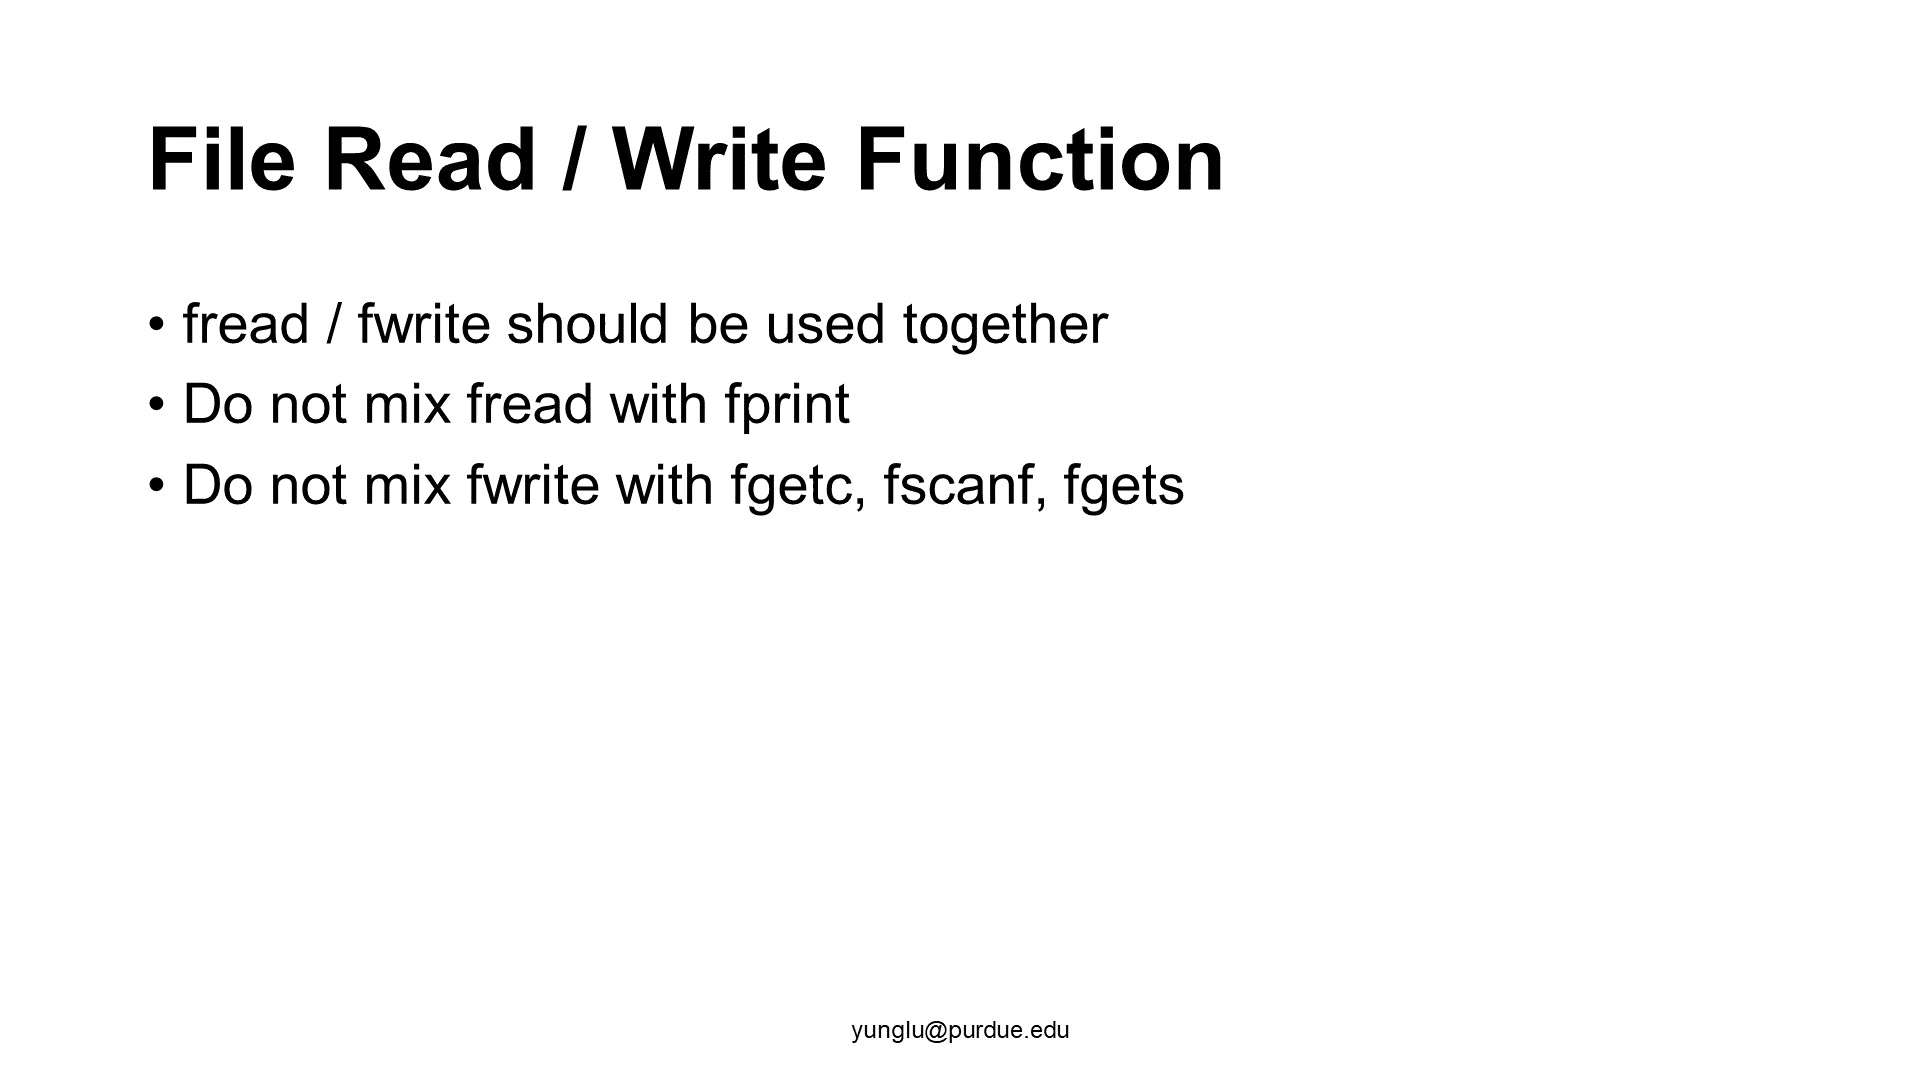 File Read / Write Function
• fread / fwrite should be used together
• Do not mix fread with fprint
• Do not mix fwrite with fgetc, fscanf, fgets
yunglu@purdue.edu